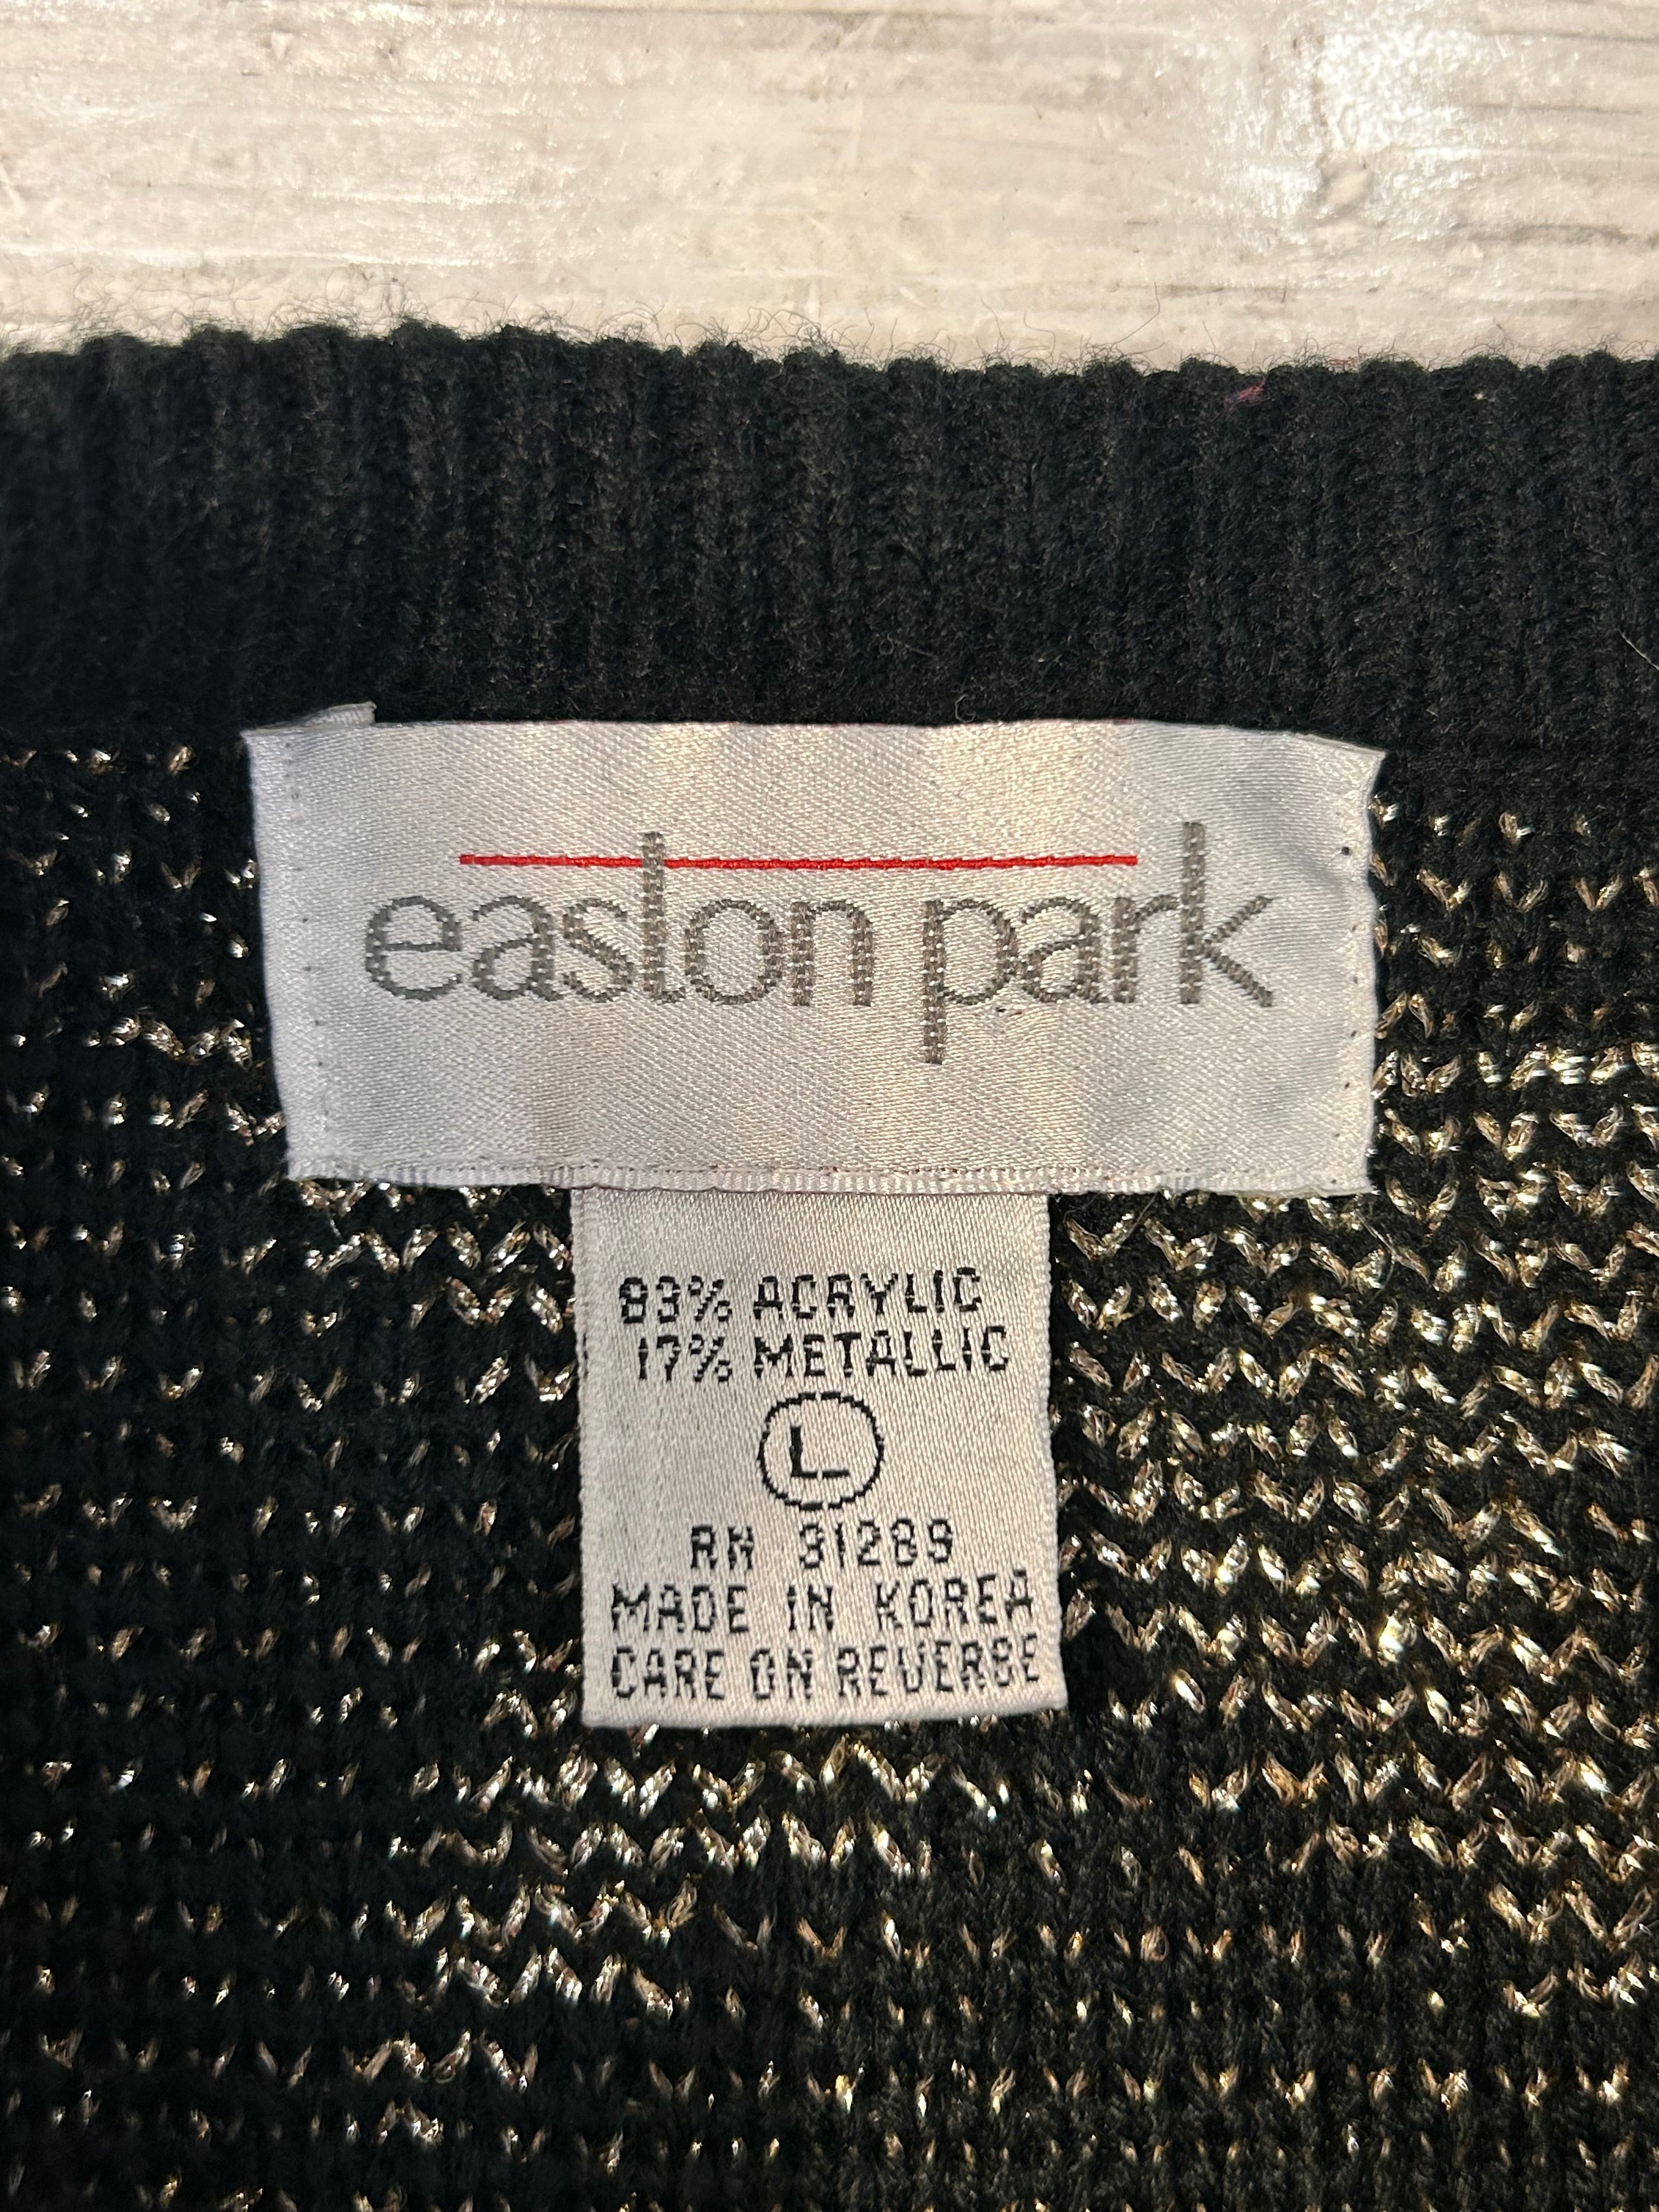 easton park
83% ACRYLIC
17% METALLIC
L
RN 31289
MADE IN KOREA
CARE ON REVERSE